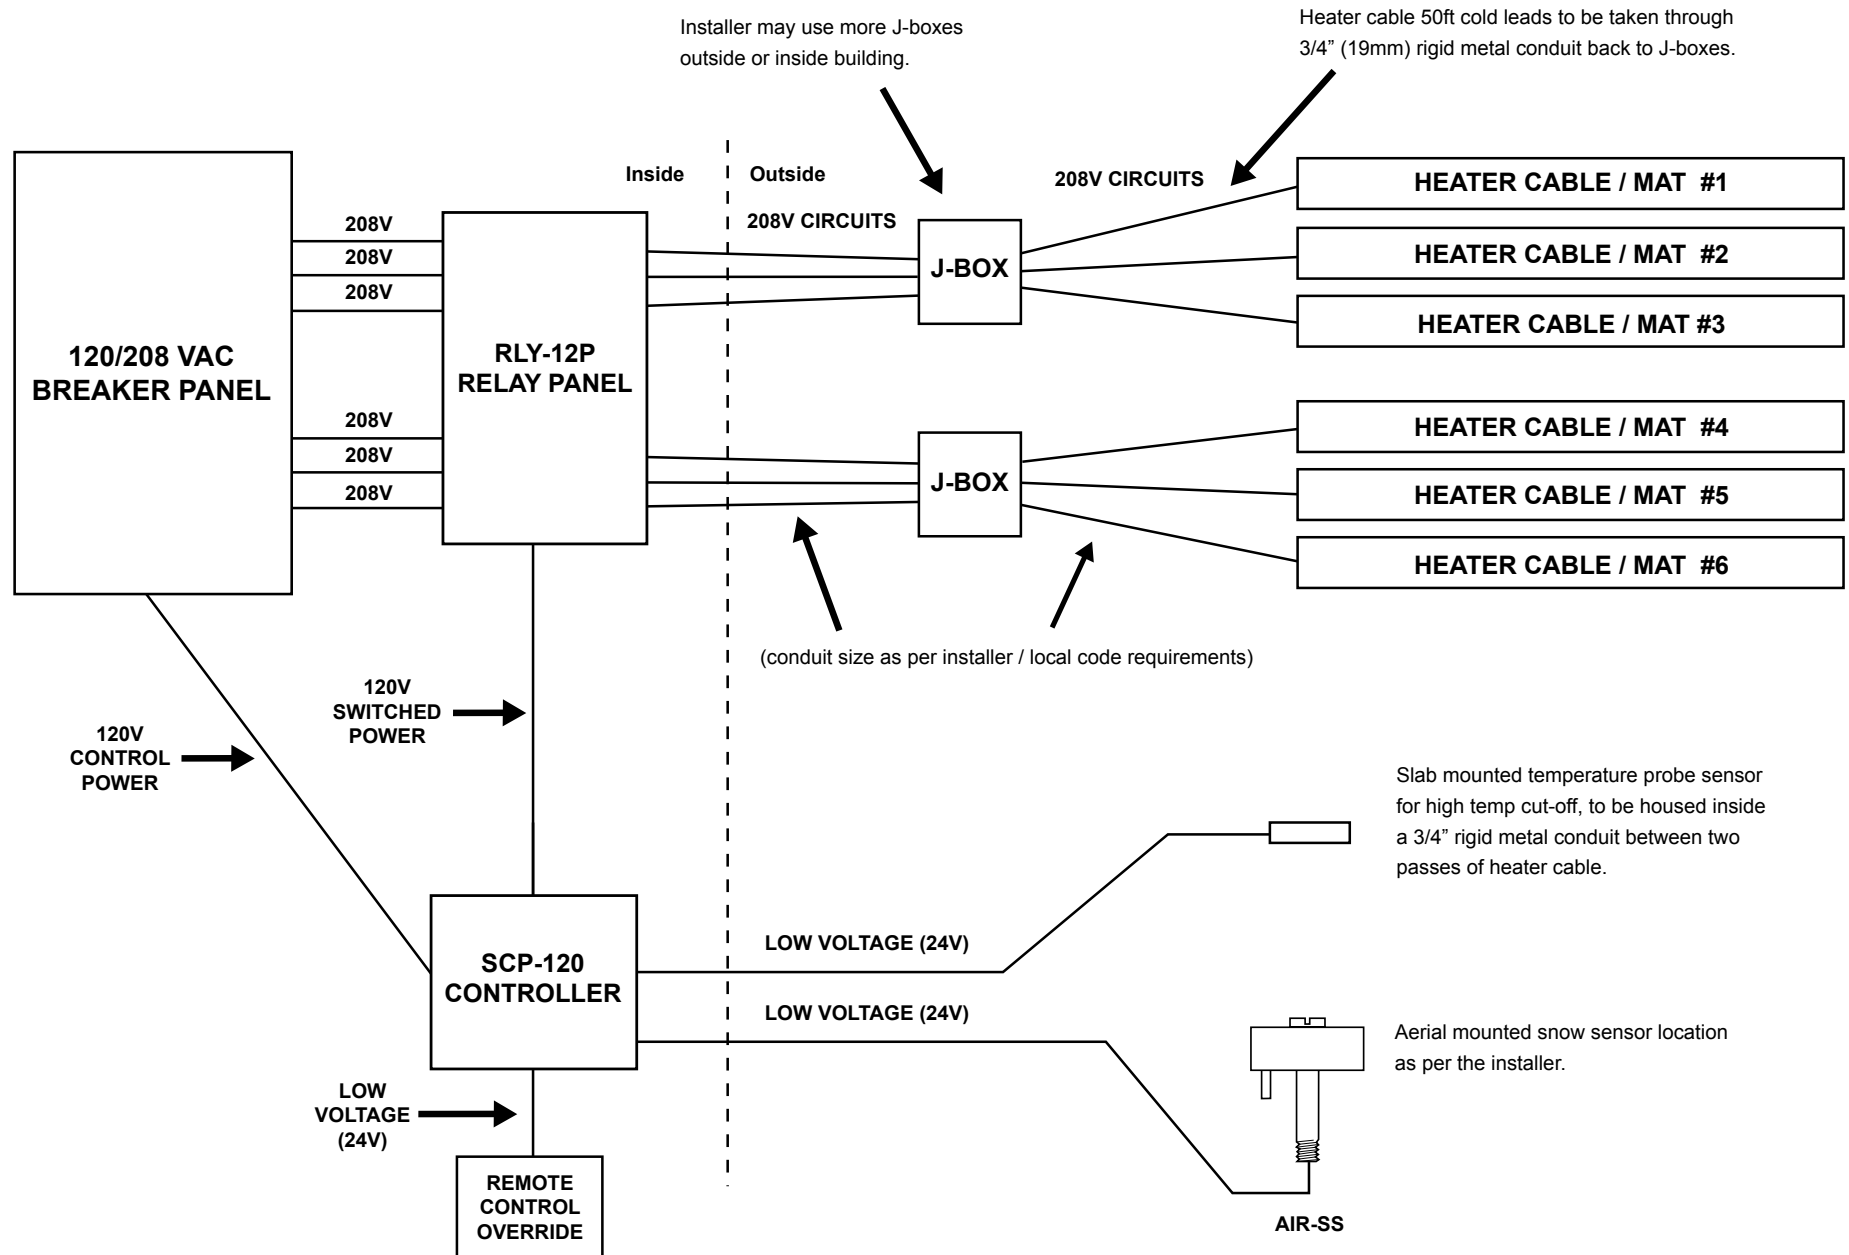 Installer may use more J-boxes
outside or inside building.
Heater cable 50ft cold leads to be taken through
3/4” (19mm) rigid metal conduit back to J-boxes.
Inside
Outside
208V CIRCUITS
208V CIRCUITS
120/208 VAC
BREAKER PANEL
208V
208V
208V
208V
208V
208V
RLY-12P
RELAY PANEL
J-BOX
J-BOX
HEATER CABLE / MAT #1
HEATER CABLE / MAT #2
HEATER CABLE / MAT #3
HEATER CABLE / MAT #4
HEATER CABLE / MAT #5
HEATER CABLE / MAT #6
(conduit size as per installer / local code requirements)
120V
SWITCHED
POWER
120V
CONTROL
POWER
Slab mounted temperature probe sensor
for high temp cut-off, to be housed inside
a 3/4” rigid metal conduit between two
passes of heater cable.
SCP-120
CONTROLLER
LOW VOLTAGE (24V)
LOW VOLTAGE (24V)
Aerial mounted snow sensor location
as per the installer.
LOW
VOLTAGE
(24V)
REMOTE
CONTROL
OVERRIDE
AIR-SS